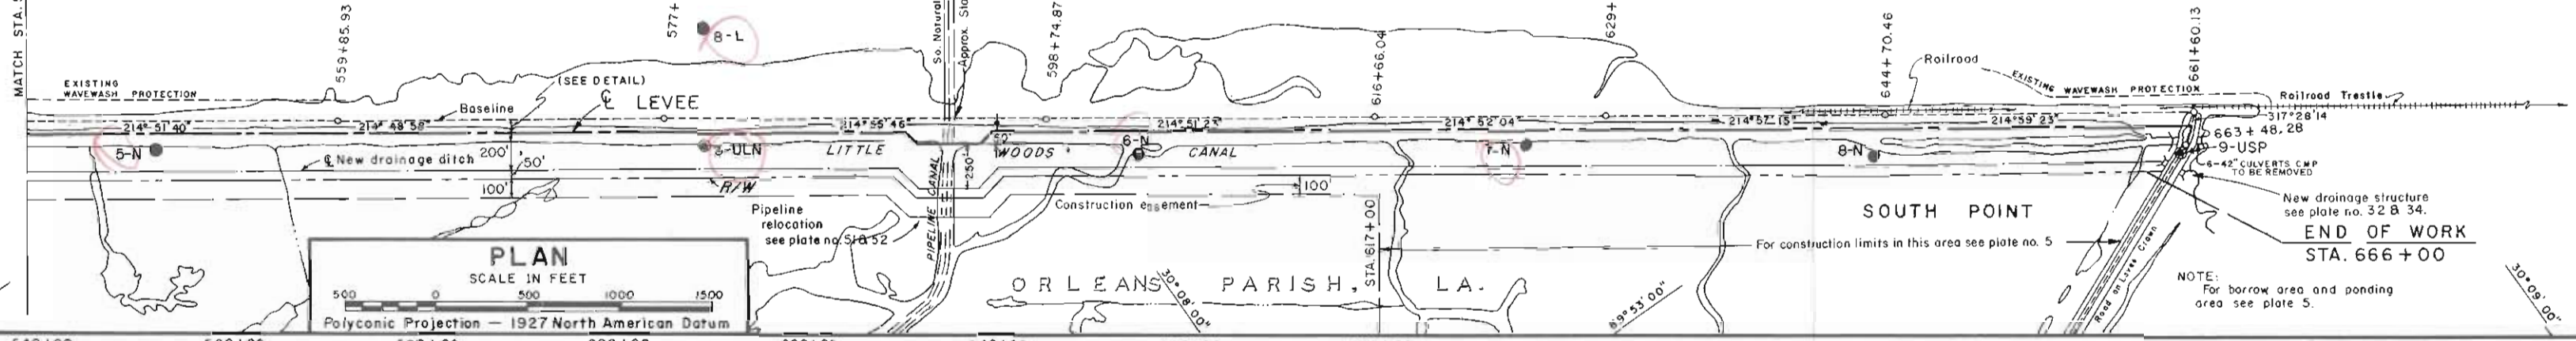 MATCH STA.
EXISTING
WAVEWASH PROTECTION
559+85.93
577+
8-L
(SEE DETAIL)
Baseline
℄ LEVEE
So. Natural
Approx. Sta
598+74.87
616+66.04
629+
644+70.46
Railroad
EXISTING WAVEWASH PROTECTION
661+60.13
Railroad Trestle
214° 51' 40"
214° 48' 58"
214° 55' 46"
214° 52' 04"
214° 57' 15"
214° 59' 23"
317° 28' 14
663+48.28
9-USP
6-42" CULVERTS CMP
TO BE REMOVED
5-N
℄ New drainage ditch
200'
50'
100'
-ULN
R/W
LITTLE
WOODS
CANAL
50'
250'
6-N
7-N
8-N
PIPELINE CANAL
Pipeline
relocation
see plate no. 51 & 52
Construction easement
100'
STA. 617+00
SOUTH POINT
For construction limits in this area see plate no. 5
New drainage structure
see plate no. 32 & 34.
END OF WORK
STA. 666+00
Road on Levee Crown
NOTE:
For borrow area and ponding
area see plate 5.
ORLEANS PARISH, LA.
30° 08' 00"
89° 53' 00"
30° 09' 00"
PLAN
SCALE IN FEET
500 0 500 1000 1500
Polyconic Projection — 1927 North American Datum